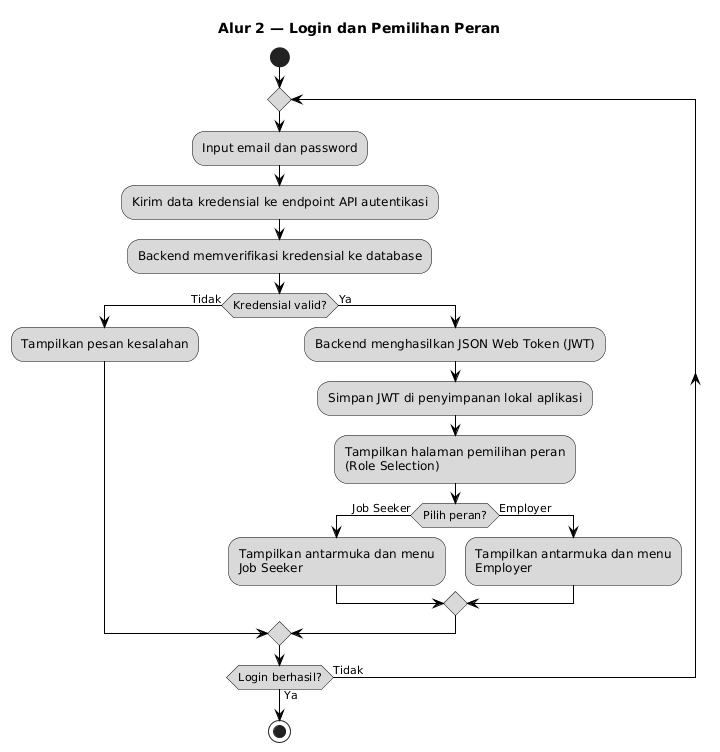 Alur 2 — Login dan Pemilihan Peran
Input email dan password
Kirim data kredensial ke endpoint API autentikasi
Backend memverifikasi kredensial ke database
Tidak
Kredensial valid?
Ya
Tampilkan pesan kesalahan
Backend menghasilkan JSON Web Token (JWT)
Simpan JWT di penyimpanan lokal aplikasi
Tampilkan halaman pemilihan peran
(Role Selection)
Job Seeker
Pilih peran?
Employer
Tampilkan antarmuka dan menu
Job Seeker
Tampilkan antarmuka dan menu
Employer
Login berhasil?
Tidak
Ya